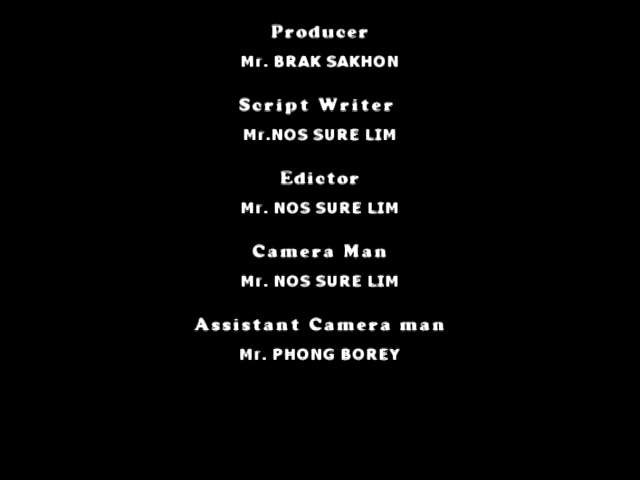 Producer
Mr. BRAK SAKHON
Script Writer
Mr.NOS SURE LIM
Edictor
Mr. NOS SURE LIM
Camera Man
Mr. NOS SURE LIM
Assistant Camera man
Mr. PHONG BOREY